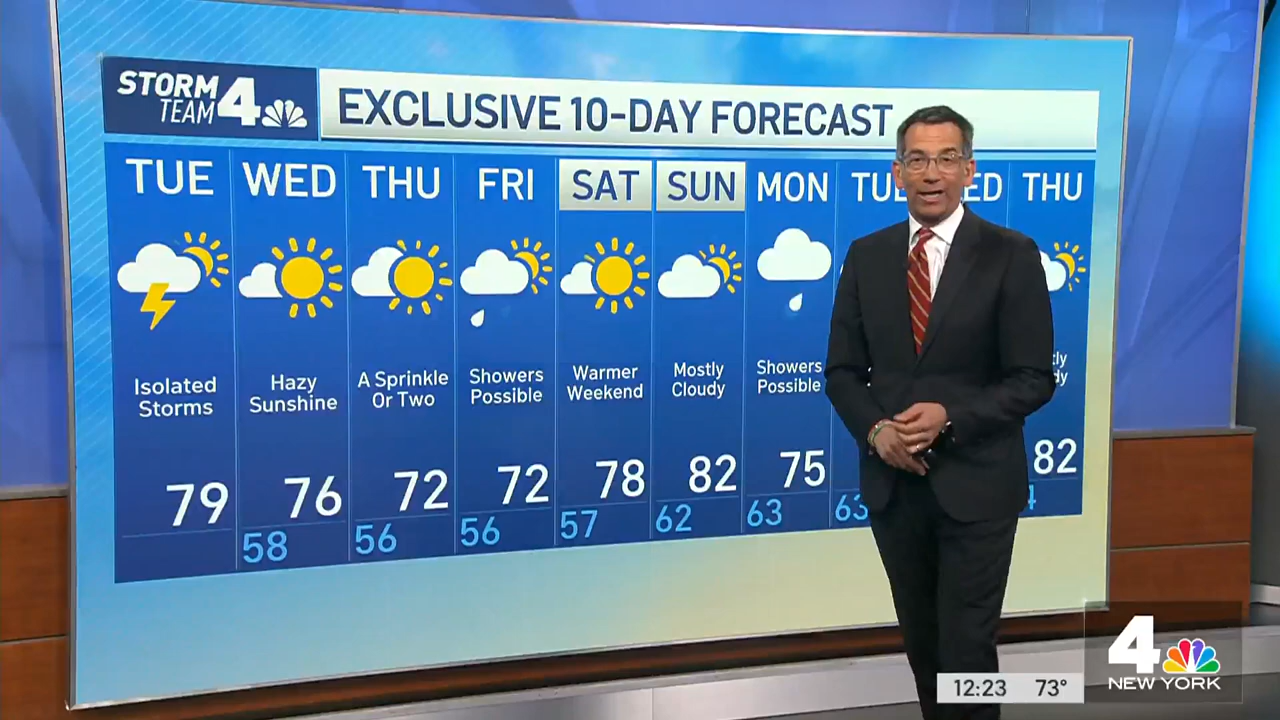 STORM
TEAM 4
EXCLUSIVE 10-DAY FORECAST
TUE WED THU FRI SAT SUN MON THU
Isolated
Storms
Hazy
Sunshine
A Sprinkle
Or Two
Showers
Possible
Warmer
Weekend
Mostly
Cloudy
Showers
Possible
79 76 72 72 78 82 75 82
58 56 56 57 62 63 63
4
NEW YORK
12:23 73°